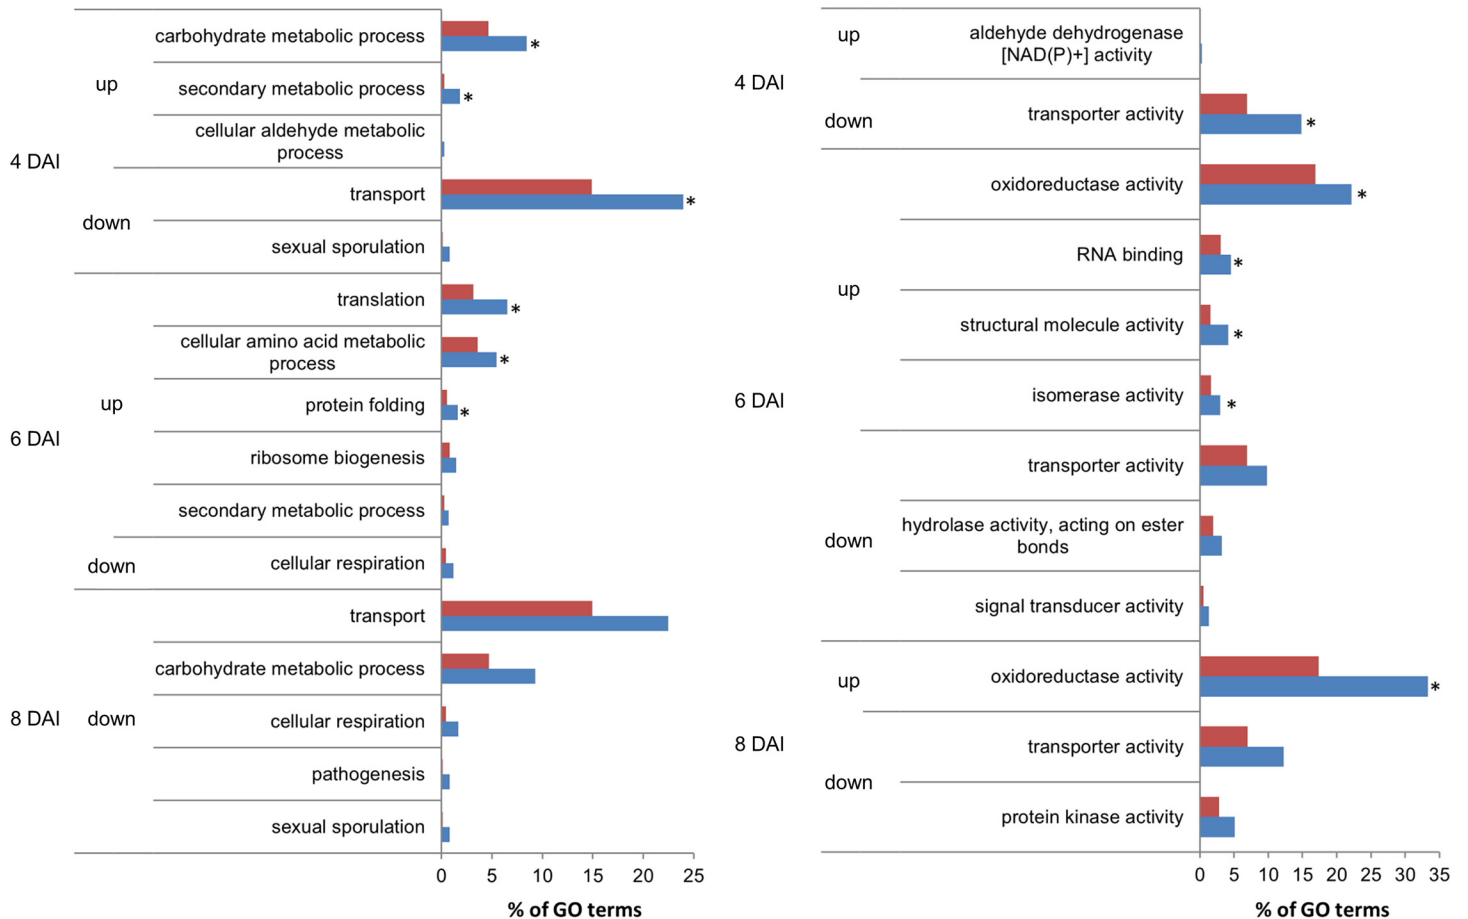 carbohydrate metabolic process
*
up
secondary metabolic process
*
cellular aldehyde metabolic
process
4 DAI
transport
*
down
sexual sporulation
translation
*
cellular amino acid metabolic
process
*
up
protein folding
*
6 DAI
ribosome biogenesis
secondary metabolic process
down
cellular respiration
transport
carbohydrate metabolic process
8 DAI
down
cellular respiration
pathogenesis
sexual sporulation
0 5 10 15 20 25
% of GO terms
up
aldehyde dehydrogenase
[NAD(P)+] activity
4 DAI
down
transporter activity
*
oxidoreductase activity
*
RNA binding
*
up
structural molecule activity
*
6 DAI
isomerase activity
*
transporter activity
down
hydrolase activity, acting on ester
bonds
signal transducer activity
up
oxidoreductase activity
*
8 DAI
transporter activity
down
protein kinase activity
0 5 10 15 20 25 30 35
% of GO terms